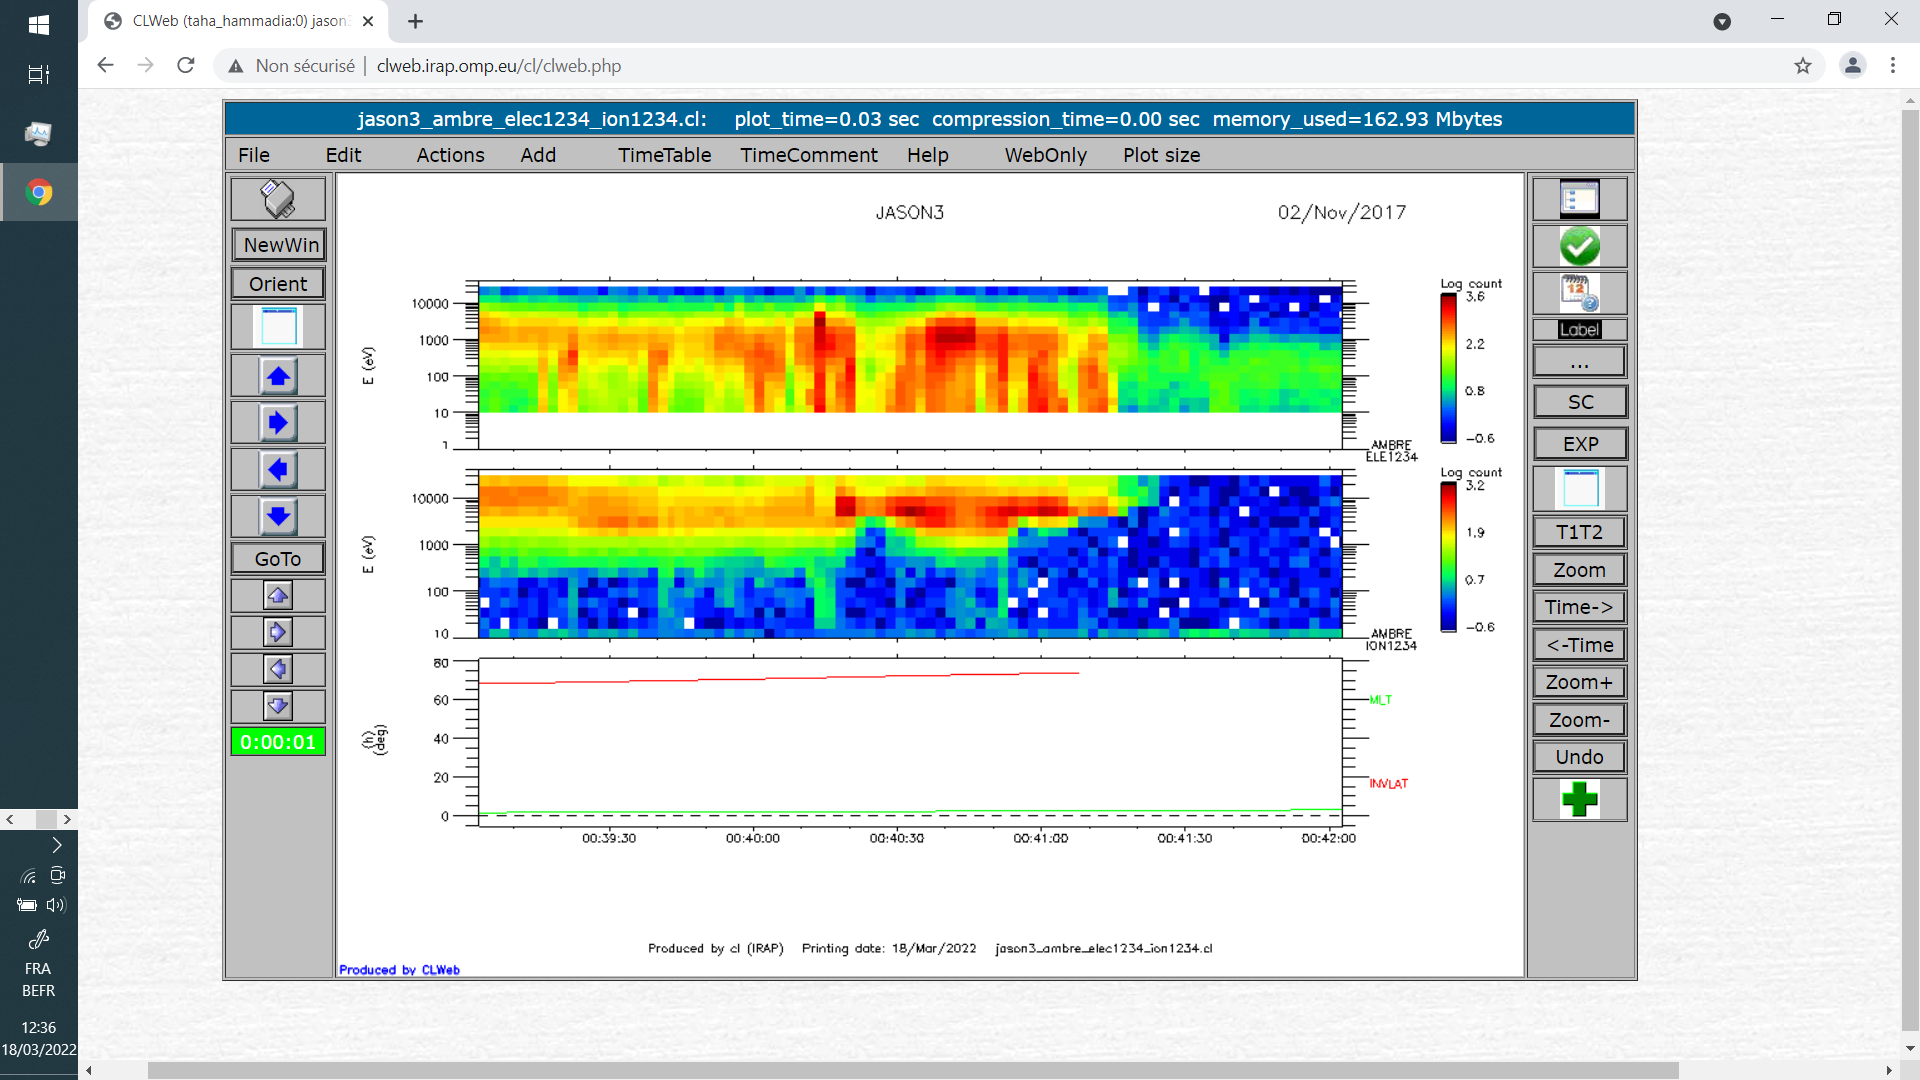 CLWeb (taha_hammadia:0) jason3
Non sécurisé | clweb.irap.omp.eu/cl/clweb.php
jason3_ambre_elec1234_ion1234.cl: plot_time=0.03 sec compression_time=0.00 sec memory_used=162.93 Mbytes
File Edit Actions Add TimeTable TimeComment Help WebOnly Plot size
NewWin
Orient
GoTo
0:00:01
JASON3 02/Nov/2017
Log count
3.6
2.2
0.8
-0.6
10000
1000
100
10
1
E (eV)
AMBRE
ELE1234
Log count
3.2
1.9
0.7
-0.6
10000
1000
100
10
E (eV)
AMBRE
ION1234
80
60
40
20
0
(h)
(deg)
MLT
INVLAT
00:39:30 00:40:00 00:40:30 00:41:00 00:41:30 00:42:00
Produced by cl (IRAP) Printing date: 18/Mar/2022 jason3_ambre_elec1234_ion1234.cl
Produced by CLWeb
12
Label
...
SC
EXP
T1T2
Zoom
Time->
<-Time
Zoom+
Zoom-
Undo
FRA
BEFR
12:36
18/03/2022